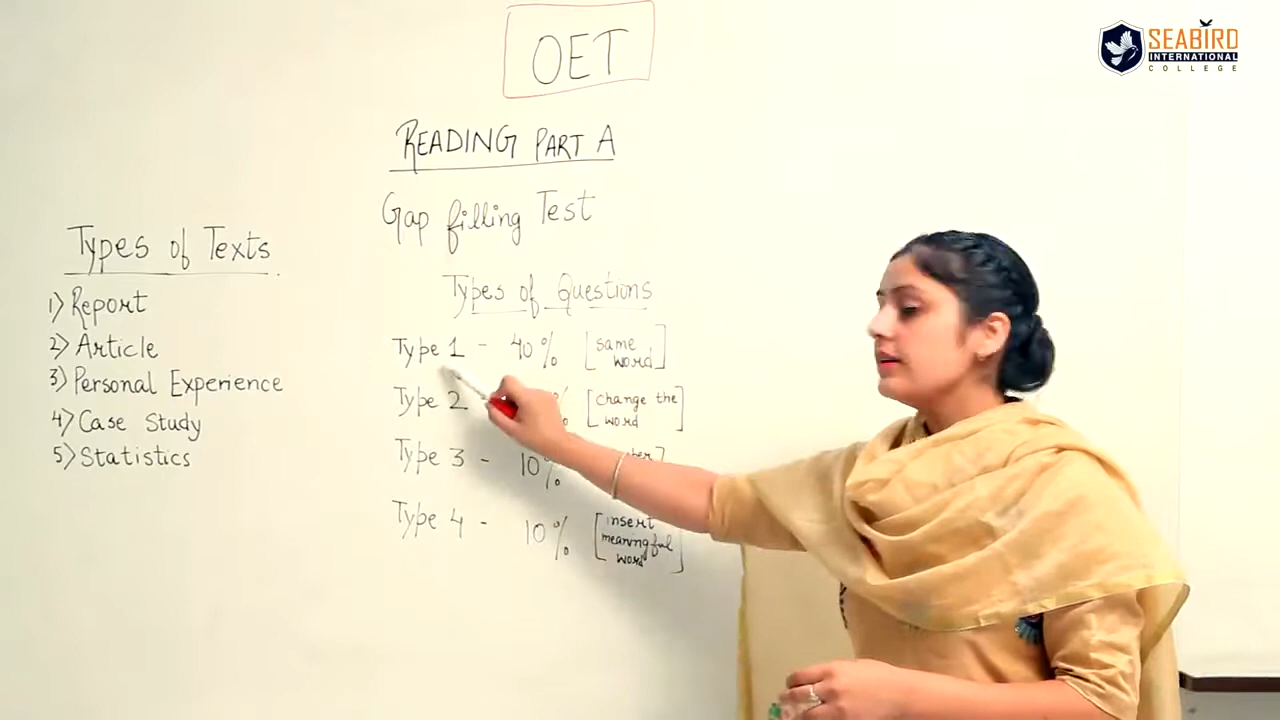 OET
READING PART A
Gap filling Test
Types of Texts
1) Report
2) Article
3) Personal Experience
4) Case Study
5) Statistics
Types of Questions
Type 1 - 40% [same word]
Type 2 % [change the word]
Type 3 - 10%
Type 4 - 10% [insert meaningful word]
SEABIRD
INTERNATIONAL
COLLEGE